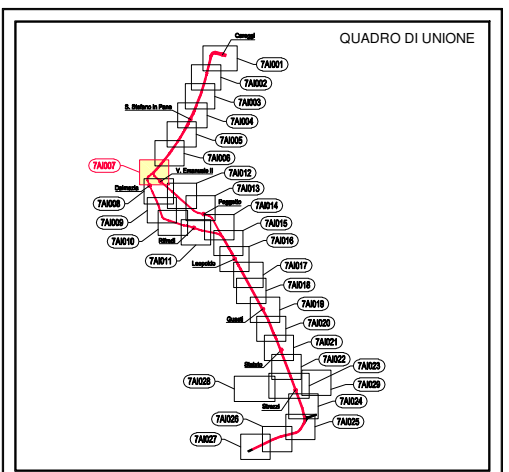 QUADRO DI UNIONE
Careggi
7AI001
7AI002
7AI003
S. Stefano in Pane
7AI004
7AI005
7AI006
7AI007
V. Emanuele II
7AI012
Dalmazia
7AI013
7AI008
Poggetto
7AI014
7AI009
7AI015
7AI010
Rifredi
7AI016
7AI011
Leopoldo
7AI017
7AI018
7AI019
7AI020
7AI021
Statuto
7AI022
7AI023
7AI028
7AI029
Strozzi
7AI024
7AI026
7AI025
7AI027